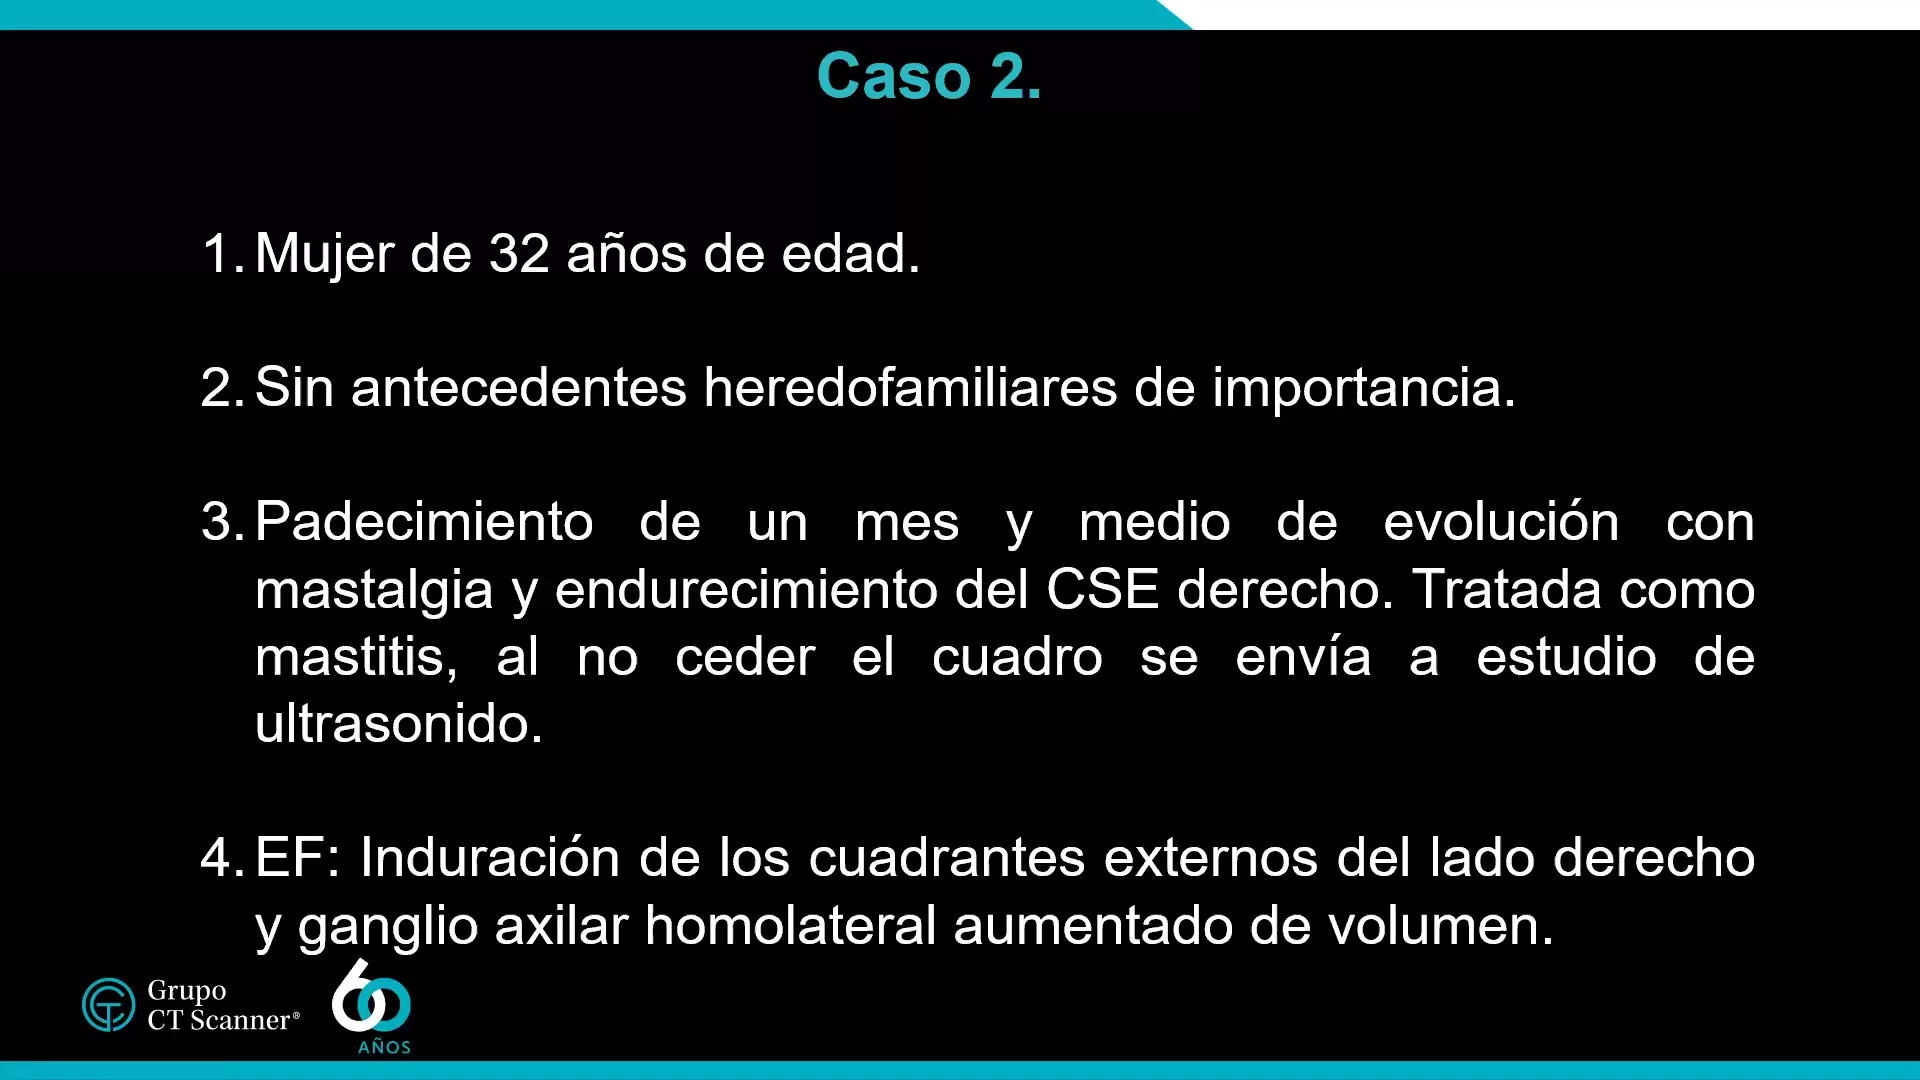 Caso 2.
1. Mujer de 32 años de edad.
2. Sin antecedentes heredofamiliares de importancia.
3. Padecimiento de un mes y medio de evolución con
mastalgia y endurecimiento del CSE derecho. Tratada como
mastitis, al no ceder el cuadro se envía a estudio de
ultrasonido.
4. EF: Induración de los cuadrantes externos del lado derecho
y ganglio axilar homolateral aumentado de volumen.
Grupo
CT Scanner®
60
AÑOS